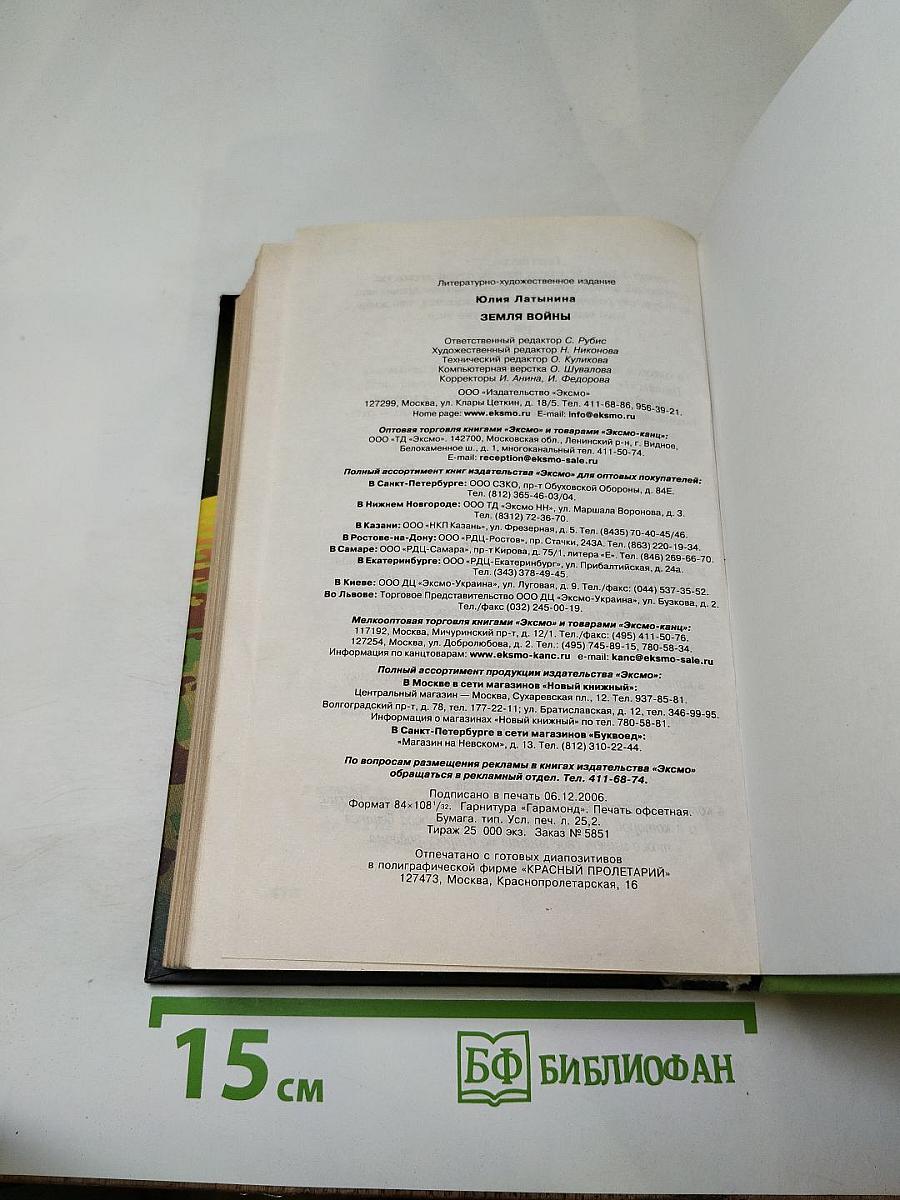 Литературно-художественное издание
Юлия Латынина
ЗЕМЛЯ ВОЙНЫ
Ответственный редактор С. Рубис
Художественный редактор Н. Никонова
Технический редактор О. Куликова
Компьютерная верстка О. Шувалова
Корректоры И. Анина, И. Федорова
ООО «Издательство «Эксмо»
127299, Москва, ул. Клары Цеткин, д. 18/5. Тел. 411-68-86, 956-39-21.
Home page: www.eksmo.ru E-mail: info@eksmo.ru
Оптовая торговля книгами «Эксмо» и товарами «Эксмо-канц»:
ООО «ТД «Эксмо». 142700, Московская обл., Ленинский р-н, г. Видное,
Белокаменное ш., д. 1, многоканальный тел. 411-50-74.
E-mail: reception@eksmo-sale.ru
Полный ассортимент книг издательства «Эксмо» для оптовых покупателей:
В Санкт-Петербурге: ООО СЗКО, пр-т Обуховской Обороны, д. 84Е.
Тел. (812) 365-46-03/04.
В Нижнем Новгороде: ООО ТД «Эксмо НН», ул. Маршала Воронова, д. 3.
Тел. (8312) 72-36-70.
В Казани: ООО «НКП Казань», ул. Фрезерная, д. 5. Тел. (8435) 70-40-45/46.
В Ростове-на-Дону: ООО «РДЦ-Ростов», пр. Стачки, 243А. Тел. (863) 220-19-34.
В Самаре: ООО «РДЦ-Самара», пр-т Кирова, д. 75/1, литера «Е». Тел. (846) 269-66-70.
В Екатеринбурге: ООО «РДЦ-Екатеринбург», ул. Прибалтийская, д. 24а.
Тел. (343) 378-49-45.
В Киеве: ООО ДЦ «Эксмо-Украина», ул. Луговая, д. 9. Тел./факс: (044) 537-35-52.
Во Львове: Торговое Представительство ООО ДЦ «Эксмо-Украина», ул. Бузкова, д. 2.
Тел./факс (032) 245-00-19.
Мелкооптовая торговля книгами «Эксмо» и товарами «Эксмо-канц»:
117192, Москва, Мичуринский пр-т, д. 12/1. Тел./факс: (495) 411-50-76.
127254, Москва, ул. Добролюбова, д. 2. Тел.: (495) 745-89-15, 780-58-34.
Информация по канцтоварам: www.eksmo-kanc.ru e-mail: kanc@eksmo-sale.ru
Полный ассортимент продукции издательства «Эксмо»:
В Москве в сети магазинов «Новый книжный»:
Центральный магазин — Москва, Сухаревская пл., 12. Тел. 937-85-81.
Волгоградский пр-т, д. 78, тел. 177-22-11; ул. Братиславская, д. 12, тел. 346-99-95.
Информация о магазинах «Новый книжный» по тел. 780-58-81.
В Санкт-Петербурге в сети магазинов «Буквоед»:
«Магазин на Невском», д. 13. Тел. (812) 310-22-44.
По вопросам размещения рекламы в книгах издательства «Эксмо»
обращаться в рекламный отдел. Тел. 411-68-74.
Подписано в печать 06.12.2006.
Формат 84×108 1/32. Гарнитура «Гарамонд». Печать офсетная.
Бумага. тип. Усл. печ. л. 25,2.
Тираж 25 000 экз. Заказ № 5851
Отпечатано с готовых диапозитивов
в полиграфической фирме «КРАСНЫЙ ПРОЛЕТАРИЙ»
127473, Москва, Краснопролетарская, 16
15 см
БФ БИБЛИОФАН